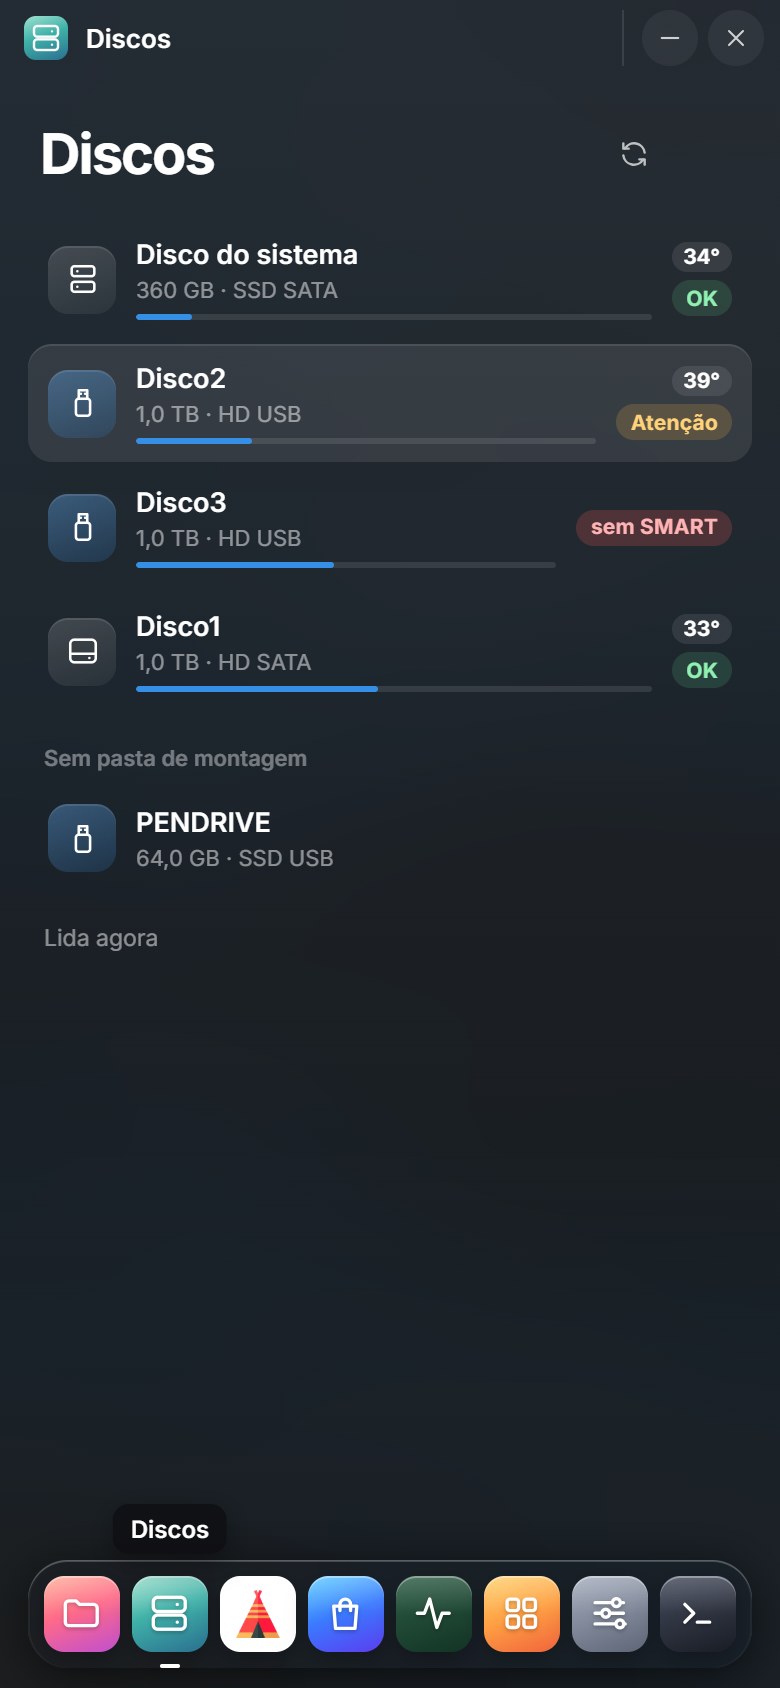 Discos
Discos
Disco do sistema
360 GB · SSD SATA
34°
OK
Disco2
1,0 TB · HD USB
39°
Atenção
Disco3
1,0 TB · HD USB
sem SMART
Disco1
1,0 TB · HD SATA
33°
OK
Sem pasta de montagem
PENDRIVE
64,0 GB · SSD USB
Lida agora
Discos